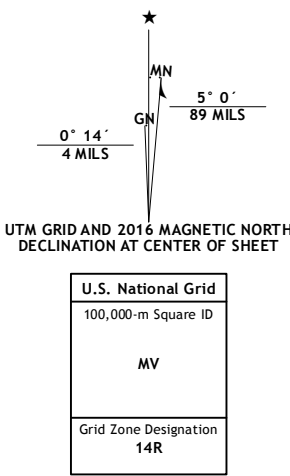 ★
MN
5° 0´
89 MILS
GN
0° 14´
4 MILS
UTM GRID AND 2016 MAGNETIC NORTH
DECLINATION AT CENTER OF SHEET
U.S. National Grid
100,000-m Square ID
MV
Grid Zone Designation
14R